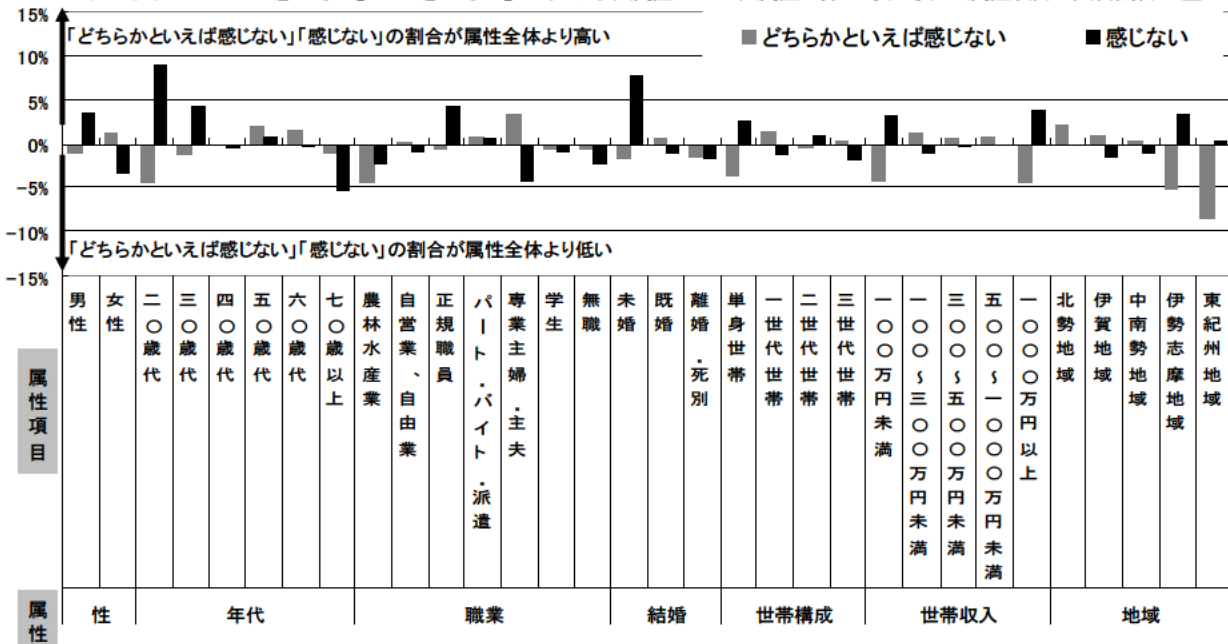 15%
「どちらかといえば感じない」「感じない」の割合が属性全体より高い
どちらかといえば感じない
感じない
10%
5%
0%
−5%
−10%
「どちらかといえば感じない」「感じない」の割合が属性全体より低い
−15%
属性項目
男性
女性
二〇歳代
三〇歳代
四〇歳代
五〇歳代
六〇歳代
七〇歳以上
農林水産業
自営業、自由業
正規職員
パート・バイト・派遣
専業主婦・主夫
学生
無職
未婚
既婚
離婚・死別
単身世帯
一世代世帯
二世代世帯
三世代世帯
一〇〇万円未満
一〇〇~三〇〇万円未満
三〇〇~五〇〇万円未満
五〇〇~一〇〇〇万円未満
一〇〇〇万円以上
北勢地域
伊賀地域
中南勢地域
伊勢志摩地域
東紀州地域
属性
性
年代
職業
結婚
世帯構成
世帯収入
地域